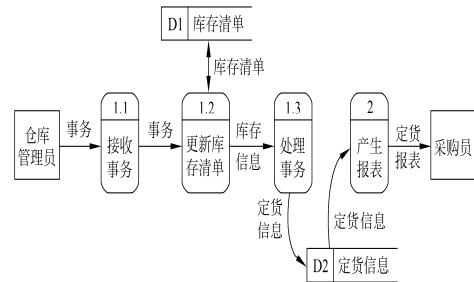 D1 库存清单
库存清单
1.1
1.2
1.3
2
仓库
管理员
事务
接收
事务
事务
更新库
存清单
库存
信息
处理
事务
产生
报表
定货
报表
采购员
定货
信息
定货信息
D2 定货信息